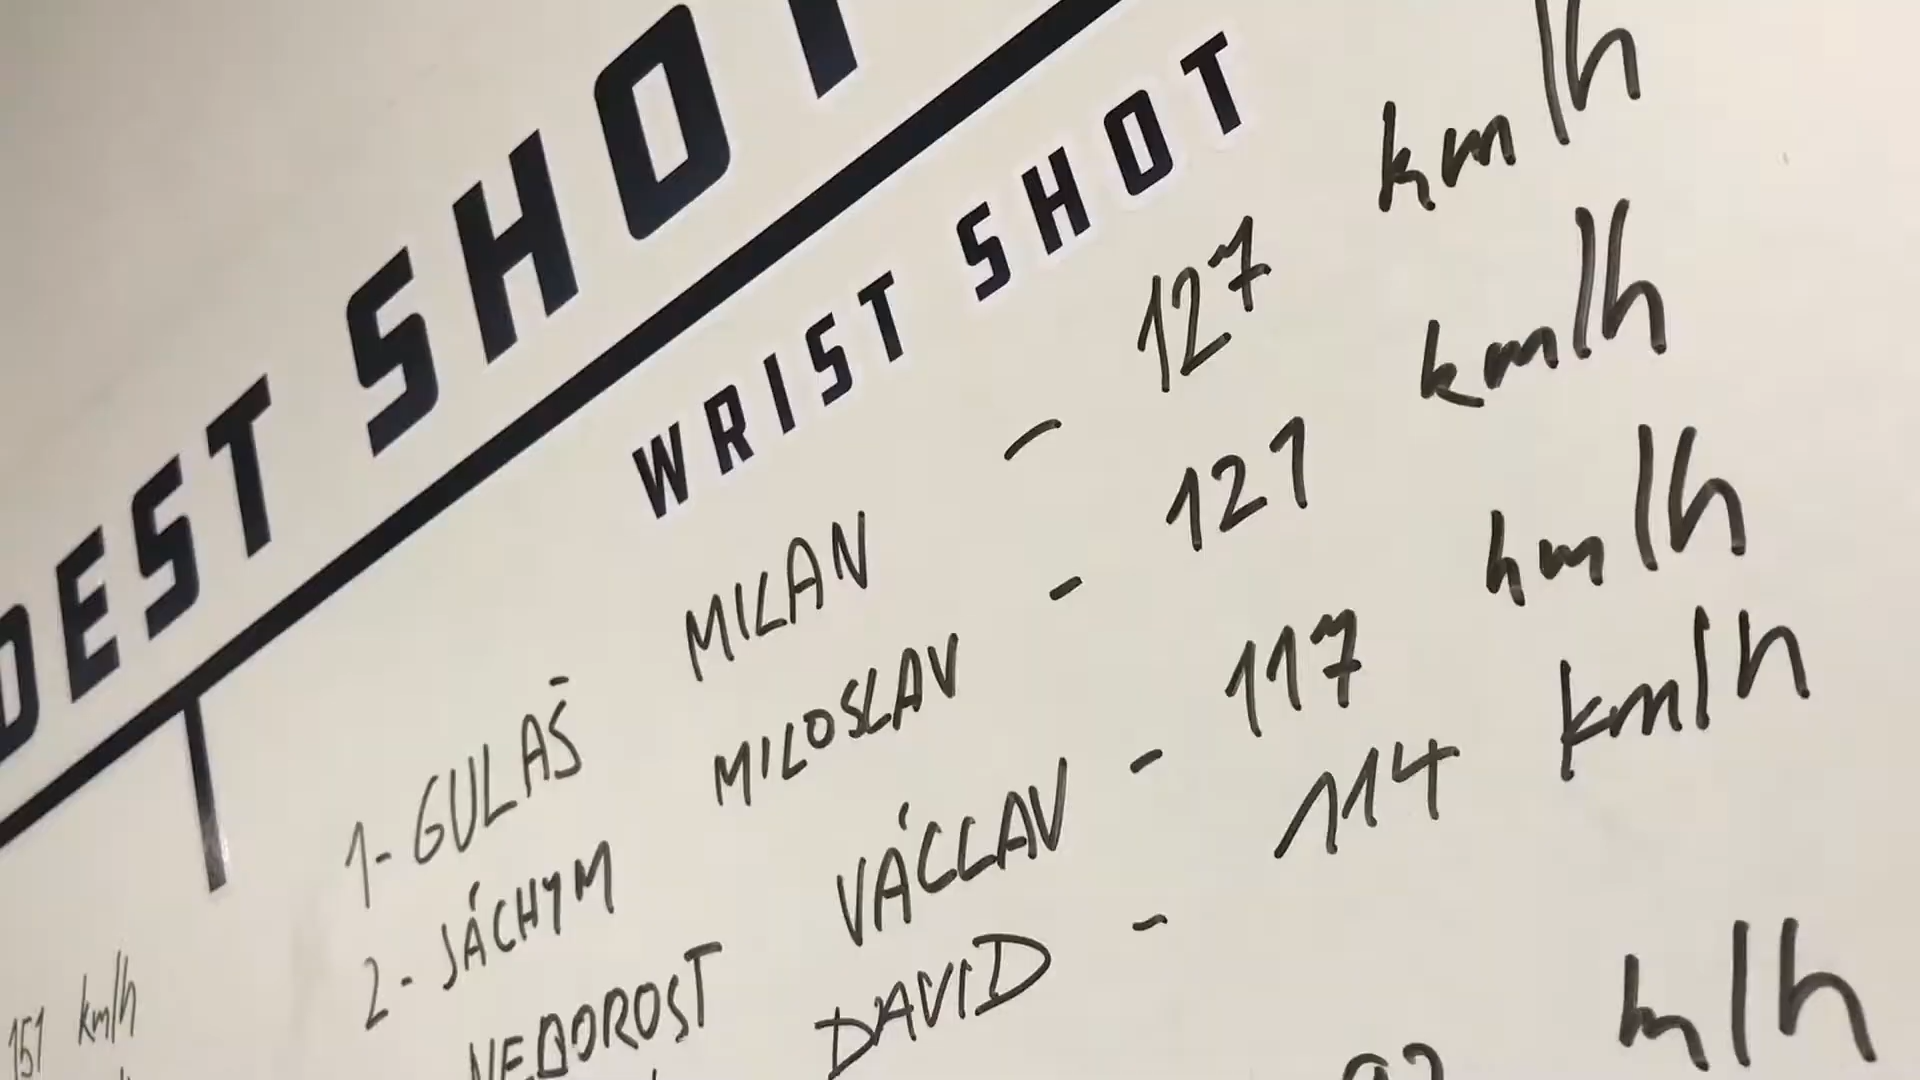 DEST SHOT
WRIST SHOT
1- GULAŠ MILAN - 127 km/h
2- JÁCHYM MILOSLAV - 121 km/h
NEDOROST VÁCLAV - 117 km/h
DAVID - 114 km/h
km/h
151 km/h